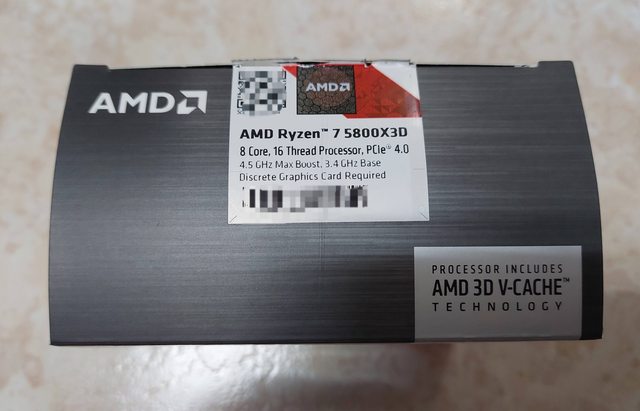 AMD
AMD
AMD Ryzen™ 7 5800X3D
8 Core, 16 Thread Processor, PCIe® 4.0
4.5 GHz Max Boost, 3.4 GHz Base
Discrete Graphics Card Required
PROCESSOR INCLUDES
AMD 3D V-CACHE™
TECHNOLOGY